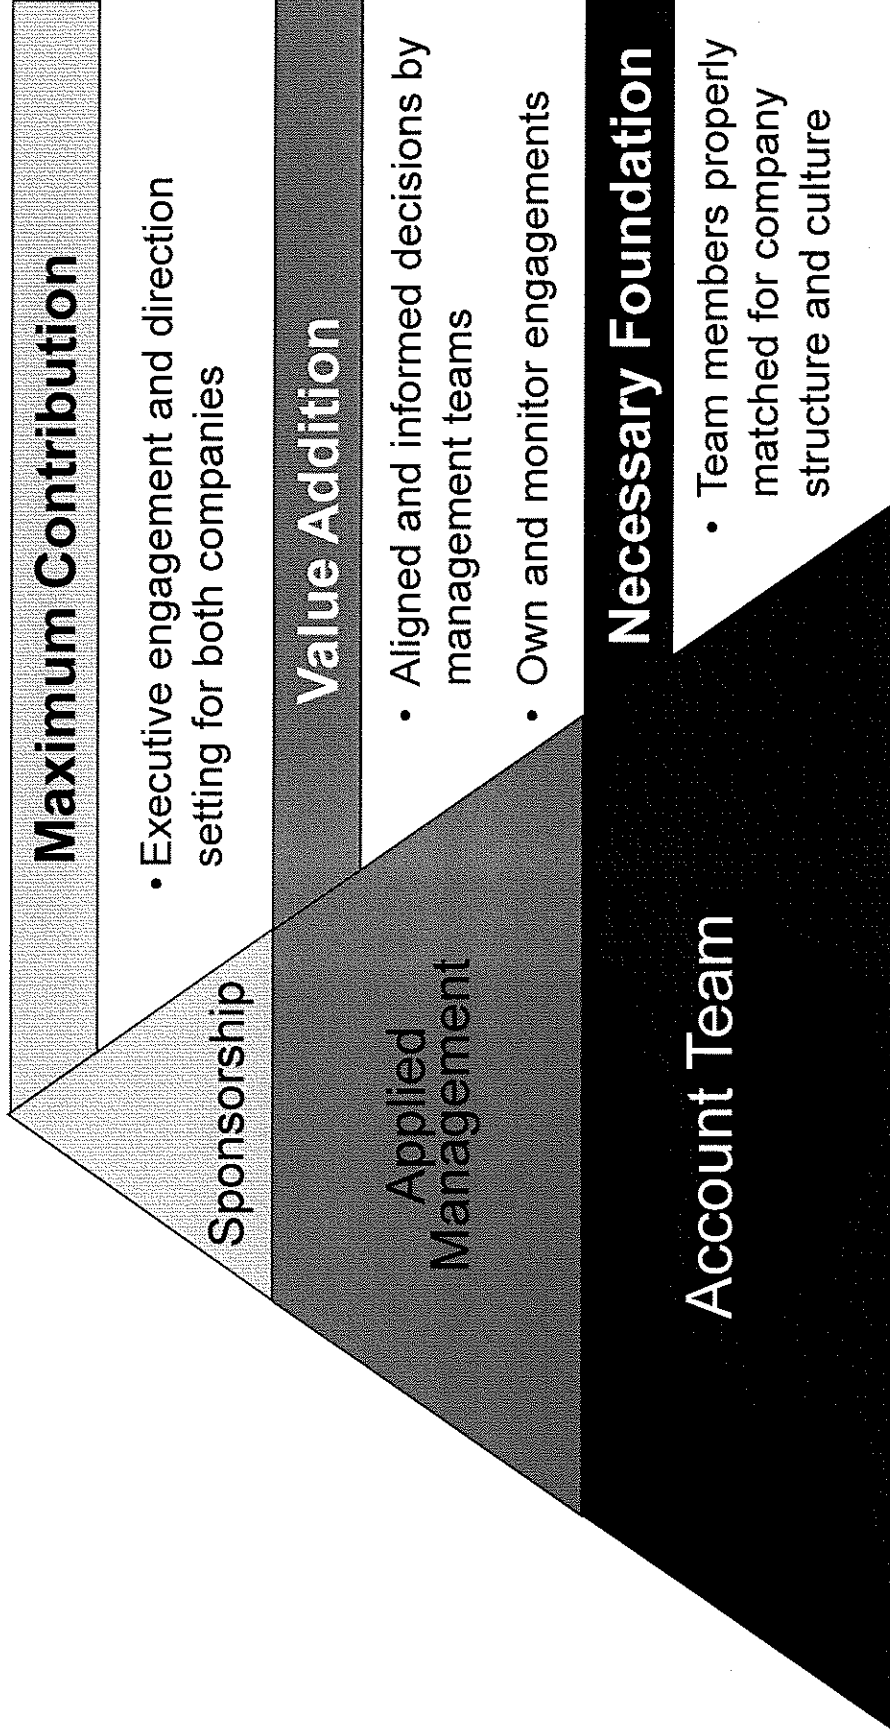 Maximum Contribution
• Executive engagement and direction
setting for both companies
Sponsorship
Value Addition
• Aligned and informed decisions by
management teams
• Own and monitor engagements
Applied
Management
Necessary Foundation
• Team members properly
matched for company
structure and culture
Account Team